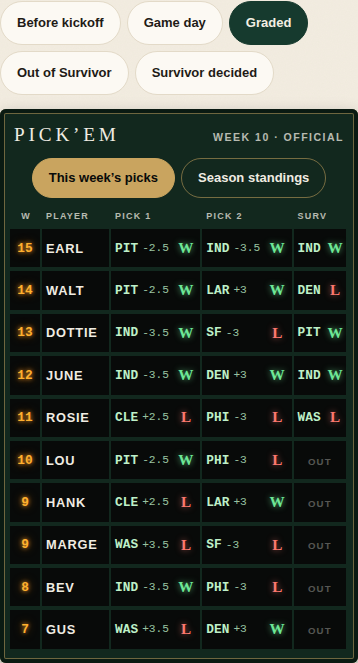 Before kickoff Game day Graded
Out of Survivor Survivor decided
PICK’EM WEEK 10 · OFFICIAL
This week’s picks Season standings
W PLAYER PICK 1 PICK 2 SURV
15 EARL PIT -2.5 W IND -3.5 W IND W
14 WALT PIT -2.5 W LAR +3 W DEN L
13 DOTTIE IND -3.5 W SF -3 L PIT W
12 JUNE IND -3.5 W DEN +3 W IND W
11 ROSIE CLE +2.5 L PHI -3 L WAS L
10 LOU PIT -2.5 W PHI -3 L OUT
9 HANK CLE +2.5 L LAR +3 W OUT
9 MARGE WAS +3.5 L SF -3 L OUT
8 BEV IND -3.5 W PHI -3 L OUT
7 GUS WAS +3.5 L DEN +3 W OUT